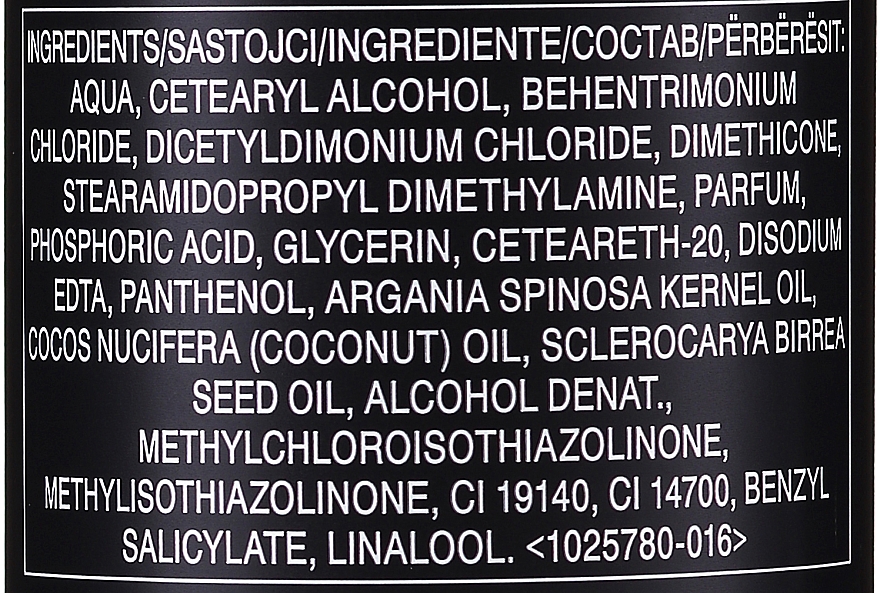 INGREDIENTS/SASTOJCI/INGREDIENTE/СОСТАВ/PËRBËRËSIT:
AQUA, CETEARYL ALCOHOL, BEHENTRIMONIUM
CHLORIDE, DICETYLDIMONIUM CHLORIDE, DIMETHICONE,
STEARAMIDOPROPYL DIMETHYLAMINE, PARFUM,
PHOSPHORIC ACID, GLYCERIN, CETEARETH-20, DISODIUM
EDTA, PANTHENOL, ARGANIA SPINOSA KERNEL OIL,
COCOS NUCIFERA (COCONUT) OIL, SCLEROCARYA BIRREA
SEED OIL, ALCOHOL DENAT.,
METHYLCHLOROISOTHIAZOLINONE,
METHYLISOTHIAZOLINONE, CI 19140, CI 14700, BENZYL
SALICYLATE, LINALOOL. <1025780-016>